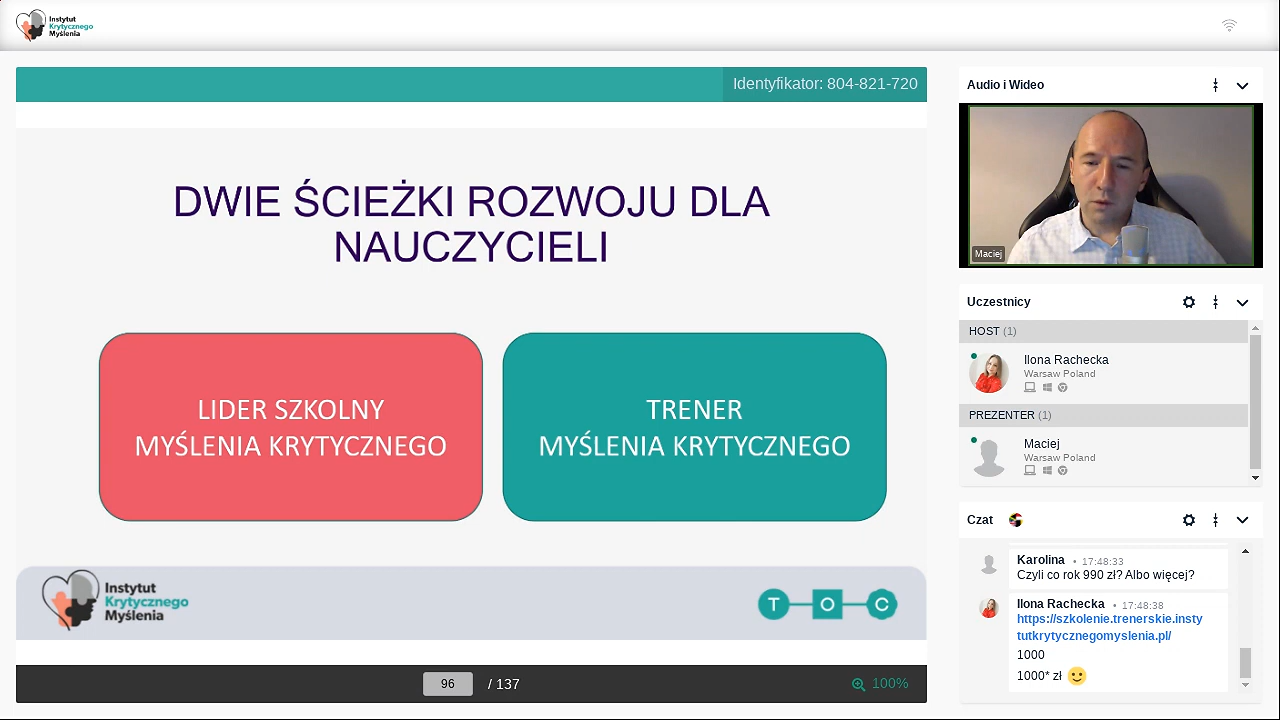 Instytut
Krytycznego
Myślenia
Identyfikator: 804-821-720
DWIE ŚCIEŻKI ROZWOJU DLA
NAUCZYCIELI
LIDER SZKOLNY
MYŚLENIA KRYTYCZNEGO
TRENER
MYŚLENIA KRYTYCZNEGO
Instytut
Krytycznego
Myślenia
T O C
96 / 137
100%
Audio i Wideo
Maciej
Uczestnicy
HOST (1)
Ilona Rachecka
Warsaw Poland
PREZENTER (1)
Maciej
Warsaw Poland
Czat
Karolina • 17:48:33
Czyli co rok 990 zł? Albo więcej?
Ilona Rachecka • 17:48:38
https://szkolenie.trenerskie.insty
tutkrytycznegomyslenia.pl/
1000
1000* zł